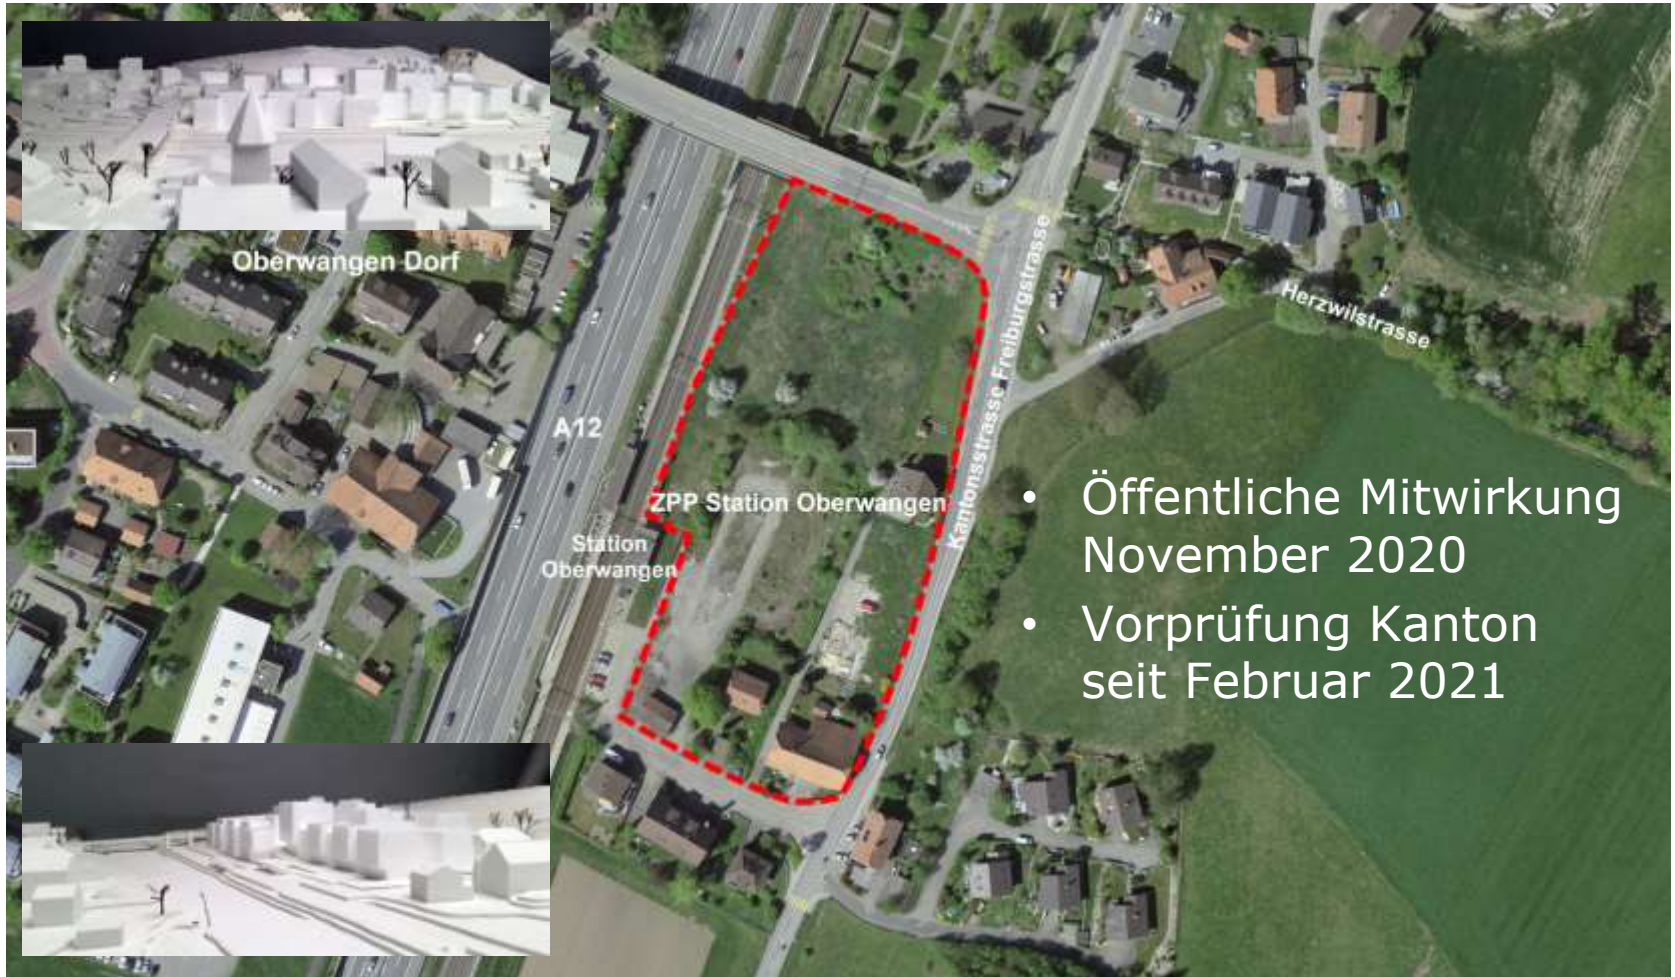 Oberwangen Dorf
Herzwilstrasse
Kantonsstrasse Freiburgstrasse
A12
ZPP Station Oberwangen
Station
Oberwangen
• Öffentliche Mitwirkung
November 2020
• Vorprüfung Kanton
seit Februar 2021